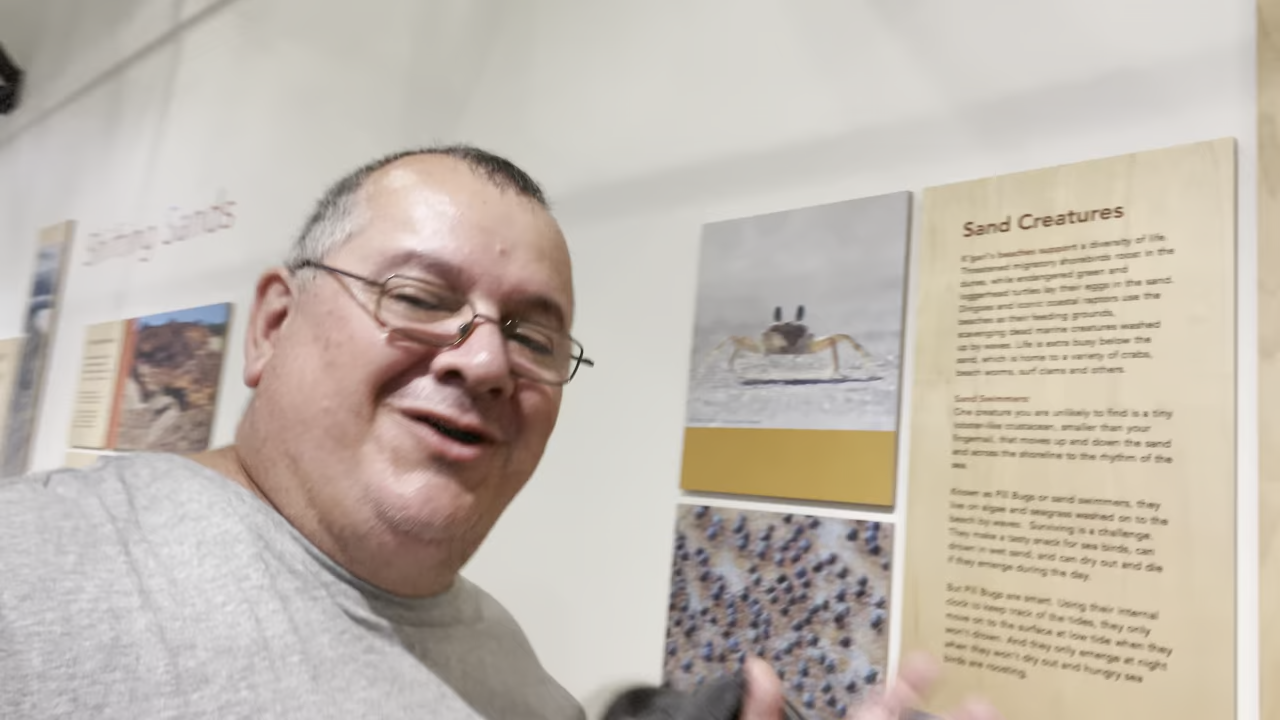 Shifting Sands
Sand Creatures
K'gari's beaches support a diversity of life.
Threatened migratory shorebirds roost in the
dunes, while endangered green and
loggerhead turtles lay their eggs in the sand.
Dingoes and iconic coastal raptors use the
beaches as their feeding grounds,
scavenging dead marine creatures washed
up by waves. Life is extra busy below the
sand, which is home to a variety of crabs,
beach worms, surf clams and others.
Sand Swimmers
One creature you are unlikely to find is a tiny
lobster-like crustacean, smaller than your
fingernail, that moves up and down the sand
and across the shoreline to the rhythm of the
sea.
Known as Pill Bugs or sand swimmers, they
live on algae and seagrass washed on to the
beach by waves. Surviving is a challenge.
They make a tasty snack for sea birds, can
drown in wet sand, and can dry out and die
if they emerge during the day.
But Pill Bugs are smart. Using their internal
clock to keep track of the tides, they only
move on to the surface at low tide when they
won't drown. And they only emerge at night
when they won't dry out and hungry sea
birds are roosting.